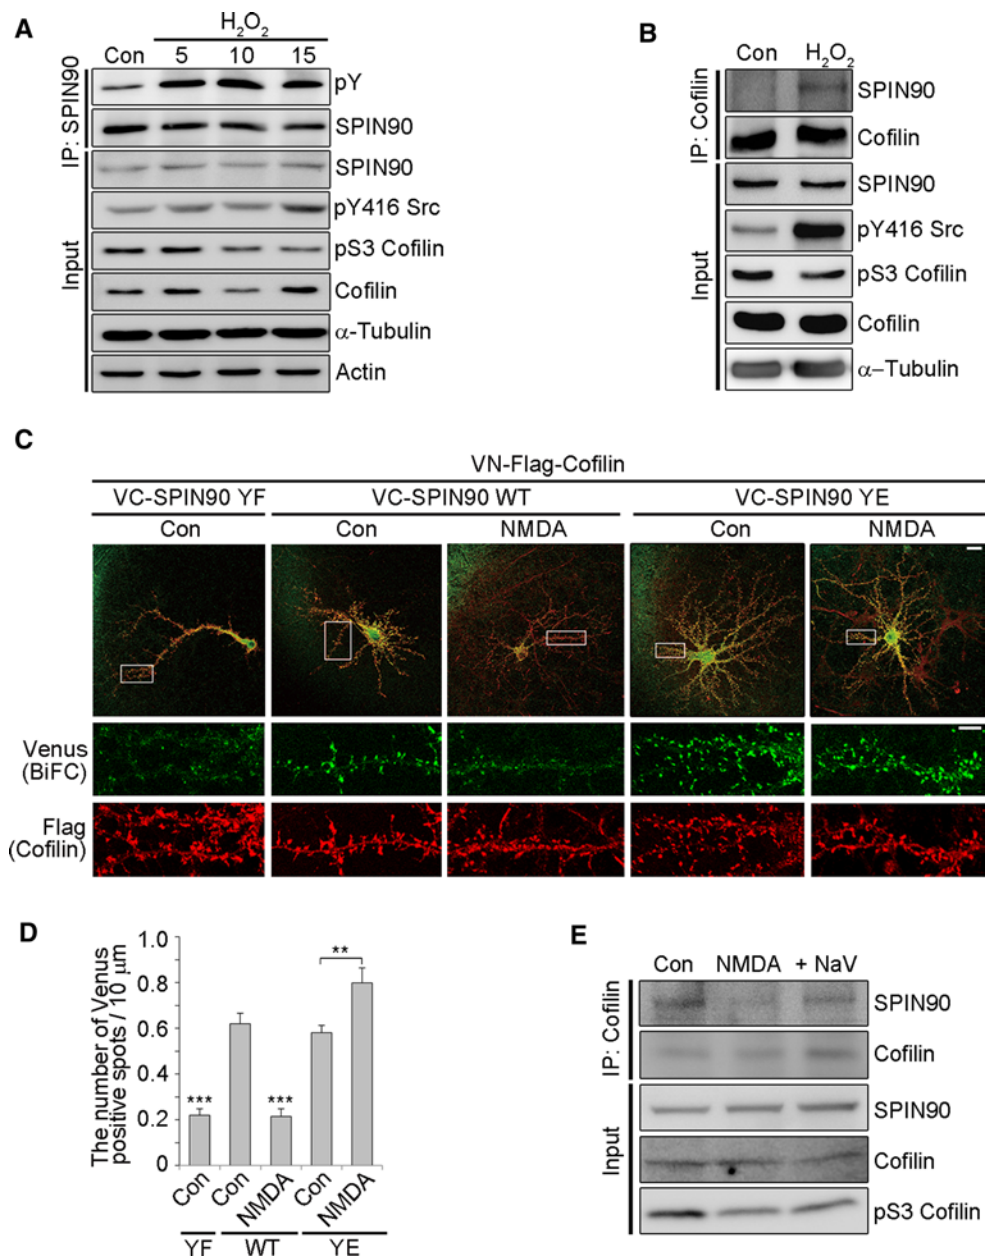 A
H2O2
Con 5 10 15
IP: SPIN90
pY
SPIN90
Input
SPIN90
pY416 Src
pS3 Cofilin
Cofilin
α-Tubulin
Actin
B
Con H2O2
IP: Cofilin
SPIN90
Cofilin
Input
SPIN90
pY416 Src
pS3 Cofilin
Cofilin
α–Tubulin
C
VN-Flag-Cofilin
VC-SPIN90 YF VC-SPIN90 WT VC-SPIN90 YE
Con Con NMDA Con NMDA
Venus
(BiFC)
Flag
(Cofilin)
D
The number of Venus
positive spots / 10 μm
1.0
0.8
0.6
0.4
0.2
0
*** *** **
Con Con NMDA Con NMDA
YF WT YE
E
Con NMDA + NaV
IP: Cofilin
SPIN90
Cofilin
Input
SPIN90
Cofilin
pS3 Cofilin